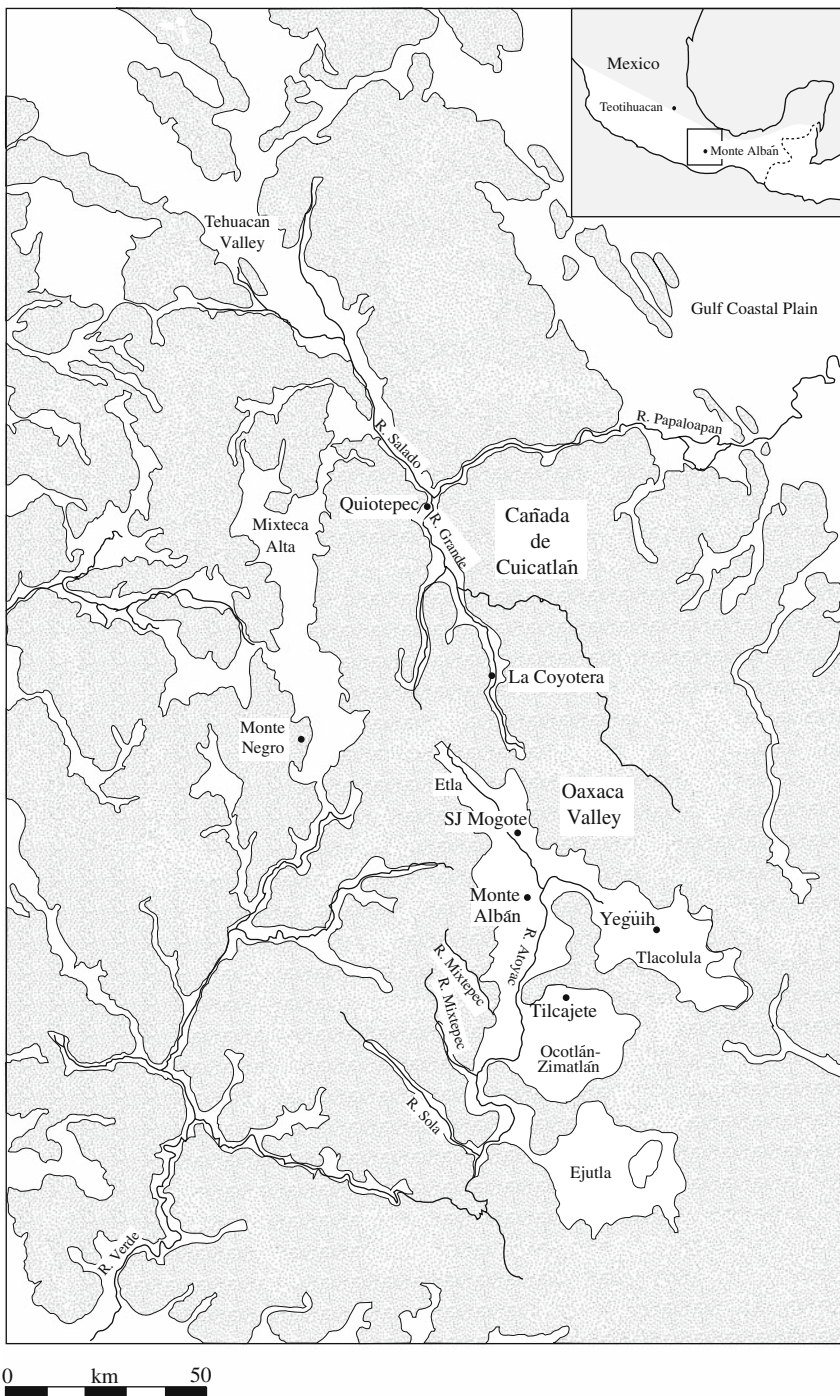 Mexico
Teotihuacan
Monte Albán
Tehuacan
Valley
Gulf Coastal Plain
R. Papaloapan
R. Salado
Quiotepec
R. Grande
Cañada
de
Cuicatlán
Mixteca
Alta
La Coyotera
Monte
Negro
Etla
Oaxaca
Valley
SJ Mogote
Monte
Albán
Yegüih
Tlacolula
R. Atoyac
R. Mixtepec
R. Mixtepec
Tilcajete
Ocotlán-
Zimatlán
R. Sola
Ejutla
R. Verde
0 km 50